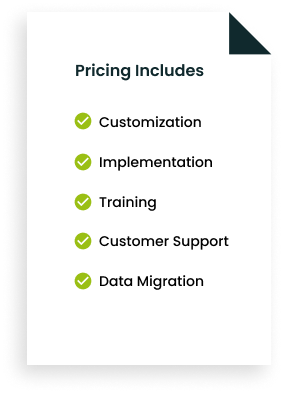 Pricing Includes
Customization
Implementation
Training
Customer Support
Data Migration